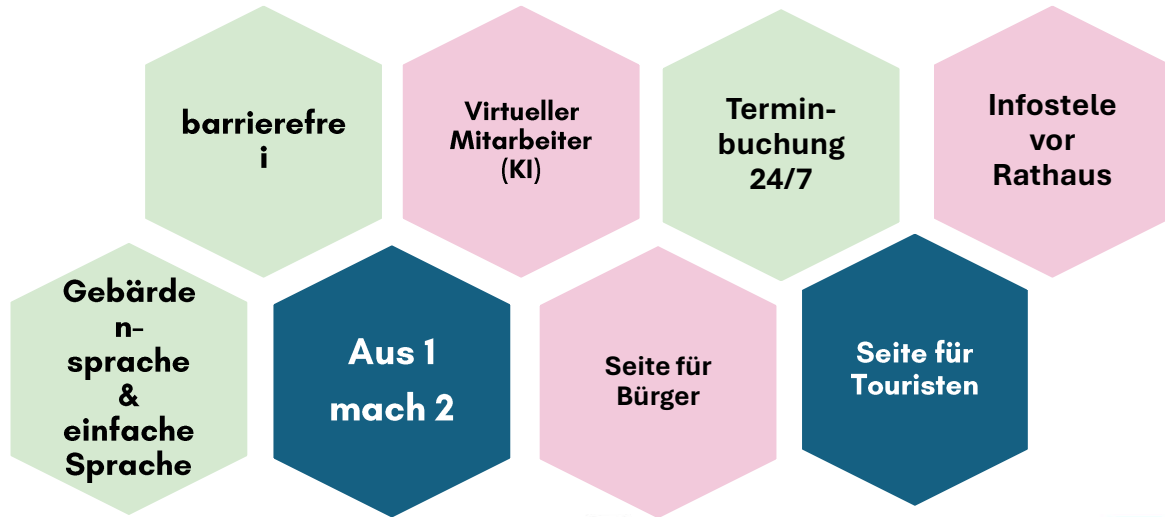 barrierefre
i
Virtueller
Mitarbeiter
(KI)
Termin-
buchung
24/7
Infostele
vor
Rathaus
Gebärde
n-
sprache
&
einfache
Sprache
Aus 1
mach 2
Seite für
Bürger
Seite für
Touristen